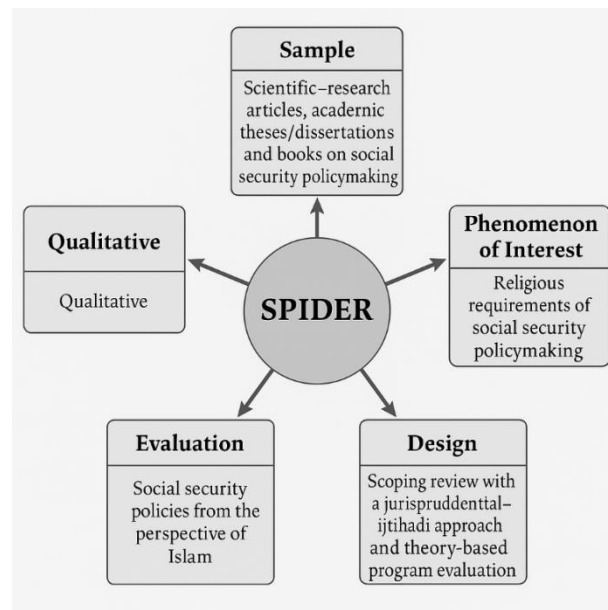 Sample
Scientific–research
articles, acadernic
theses/dissertations
and books on social
security policymaking
Qualitative
Qualitative
SPIDER
Phenomenon
of Interest
Religious
requirements of
social security
policymaking
Evaluation
Social security
policies from the
perspective of
Islam
Design
Scoping review with
a jurispruddenttial–
ijtihadi approach
and theory-based
program evaluation